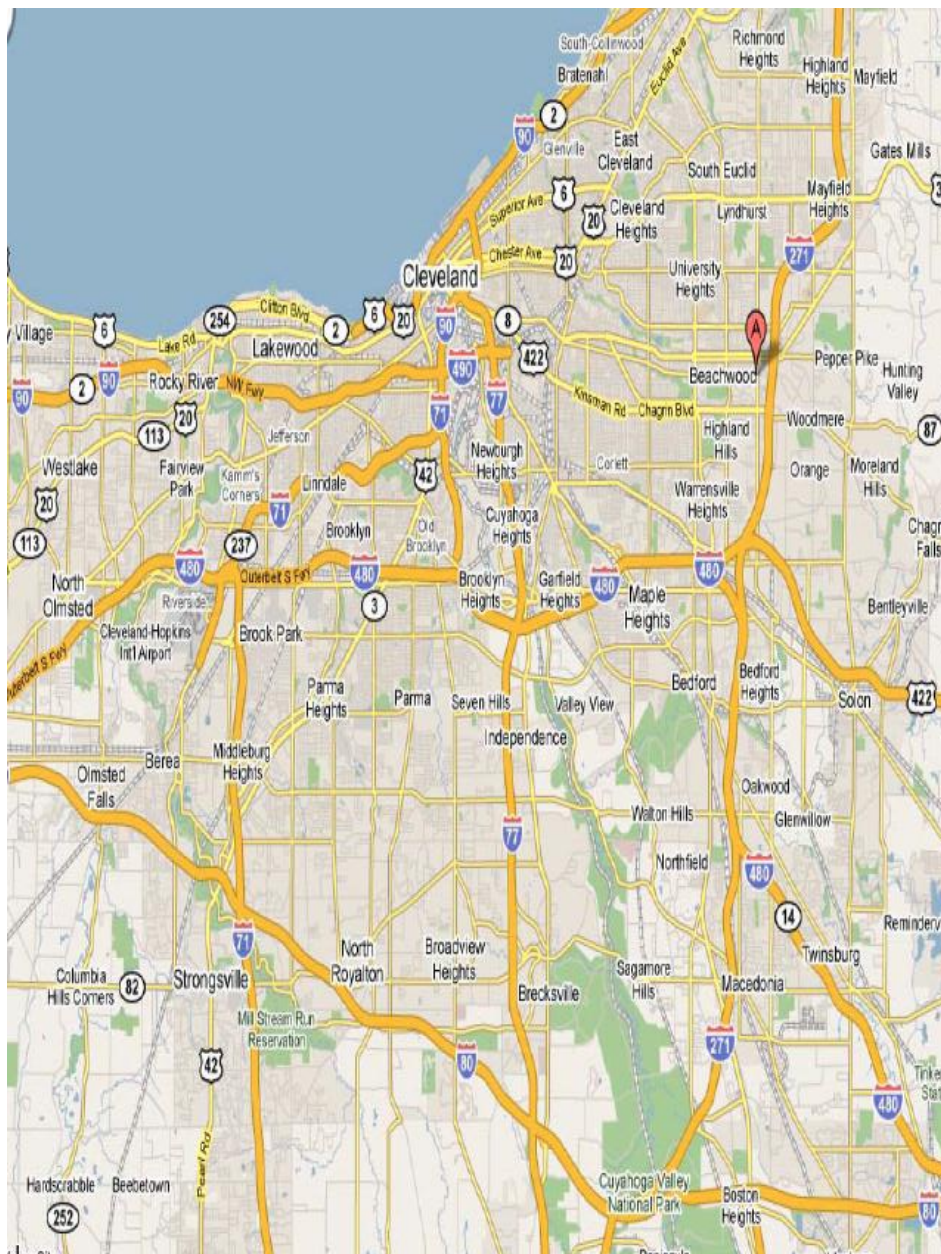 South-Collinwood
Bratenahl
Euclid Ave
Richmond
Heights
Highland
Heights
Mayfield
2
90
Glenville
East
Cleveland
South Euclid
Gates Mills
Superior Ave
6
20
Cleveland
Heights
Lyndhurst
Mayfield
Heights
Chester Ave
20
271
Cleveland
University
Heights
Clifton Blvd
254
6
Lake Rd
2
6
20
90
8
A
y Village
Lakewood
422
490
Pepper Pike
Beachwood
Hunting
Valley
90
2
90
Rocky River
NW Fwy
71
77
Kinsman Rd
Chagrin Blvd
Woodmere
20
113
Jefferson
87
Highland
Hills
Westlake
Fairview
Park
Kamm's
Corners
Linndale
42
Newburgh
Heights
Corlett
Orange
Moreland
Hills
20
71
Warrensville
Heights
113
237
Brooklyn
Old
Brooklyn
Cuyahoga
Heights
Chagrin
Falls
480
Outerbelt S Fwy
480
480
480
North
Olmsted
Riverside
3
Brooklyn
Heights
Garfield
Heights
Maple
Heights
Bentleyville
Cleveland-Hopkins
Int'l Airport
Brook Park
Outerbelt S Fwy
Parma
Heights
Parma
Seven Hills
Valley View
Bedford
Bedford
Heights
Solon
422
Independence
Berea
Middleburg
Heights
Olmsted
Falls
Oakwood
Walton Hills
Glenwillow
77
Northfield
480
14
Reminderv
71
North
Royalton
Broadview
Heights
Twinsburg
Columbia
Hills Corners
82
Strongsville
Brecksville
Sagamore
Hills
Macedonia
Mill Stream Run
Reservation
42
80
271
Tinke
Stat
480
Pearl Rd
Hardscrabble
Beebetown
252
Cuyahoga Valley
National Park
Boston
Heights
80